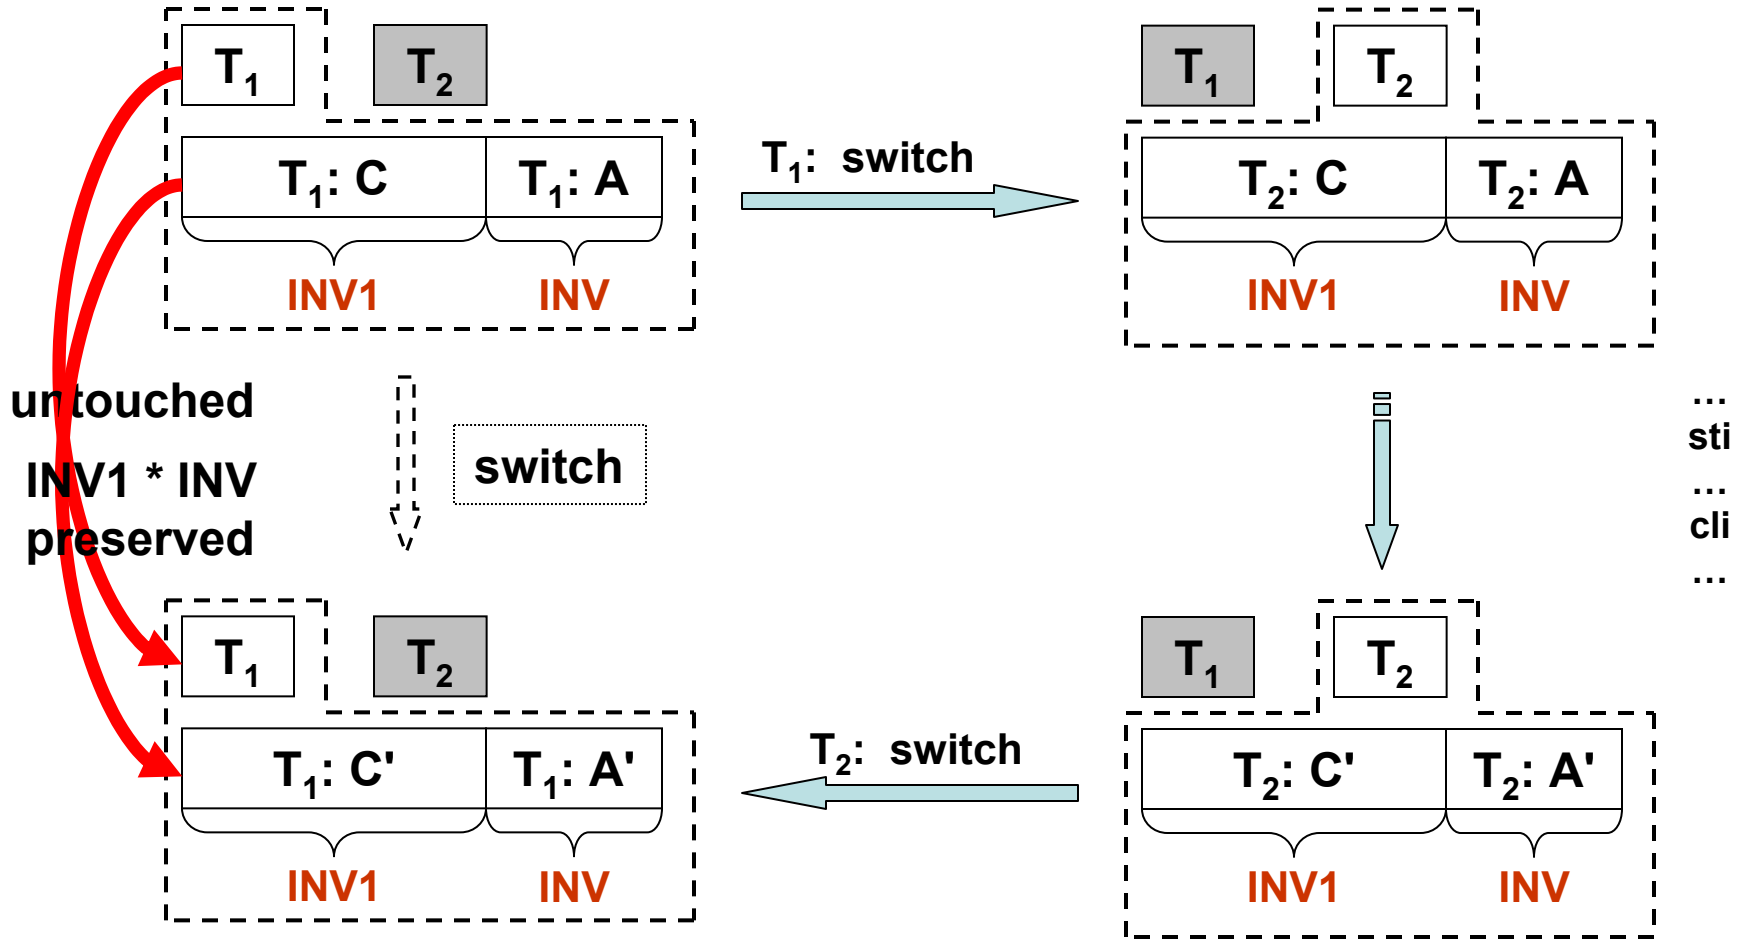 T₁ T₂
T₁: C T₁: A
INV1 INV
T₁: switch
T₁ T₂
T₂: C T₂: A
INV1 INV
untouched
INV1 * INV
preserved
switch
...
sti
...
cli
...
T₁ T₂
T₁: C' T₁: A'
INV1 INV
T₂: switch
T₁ T₂
T₂: C' T₂: A'
INV1 INV